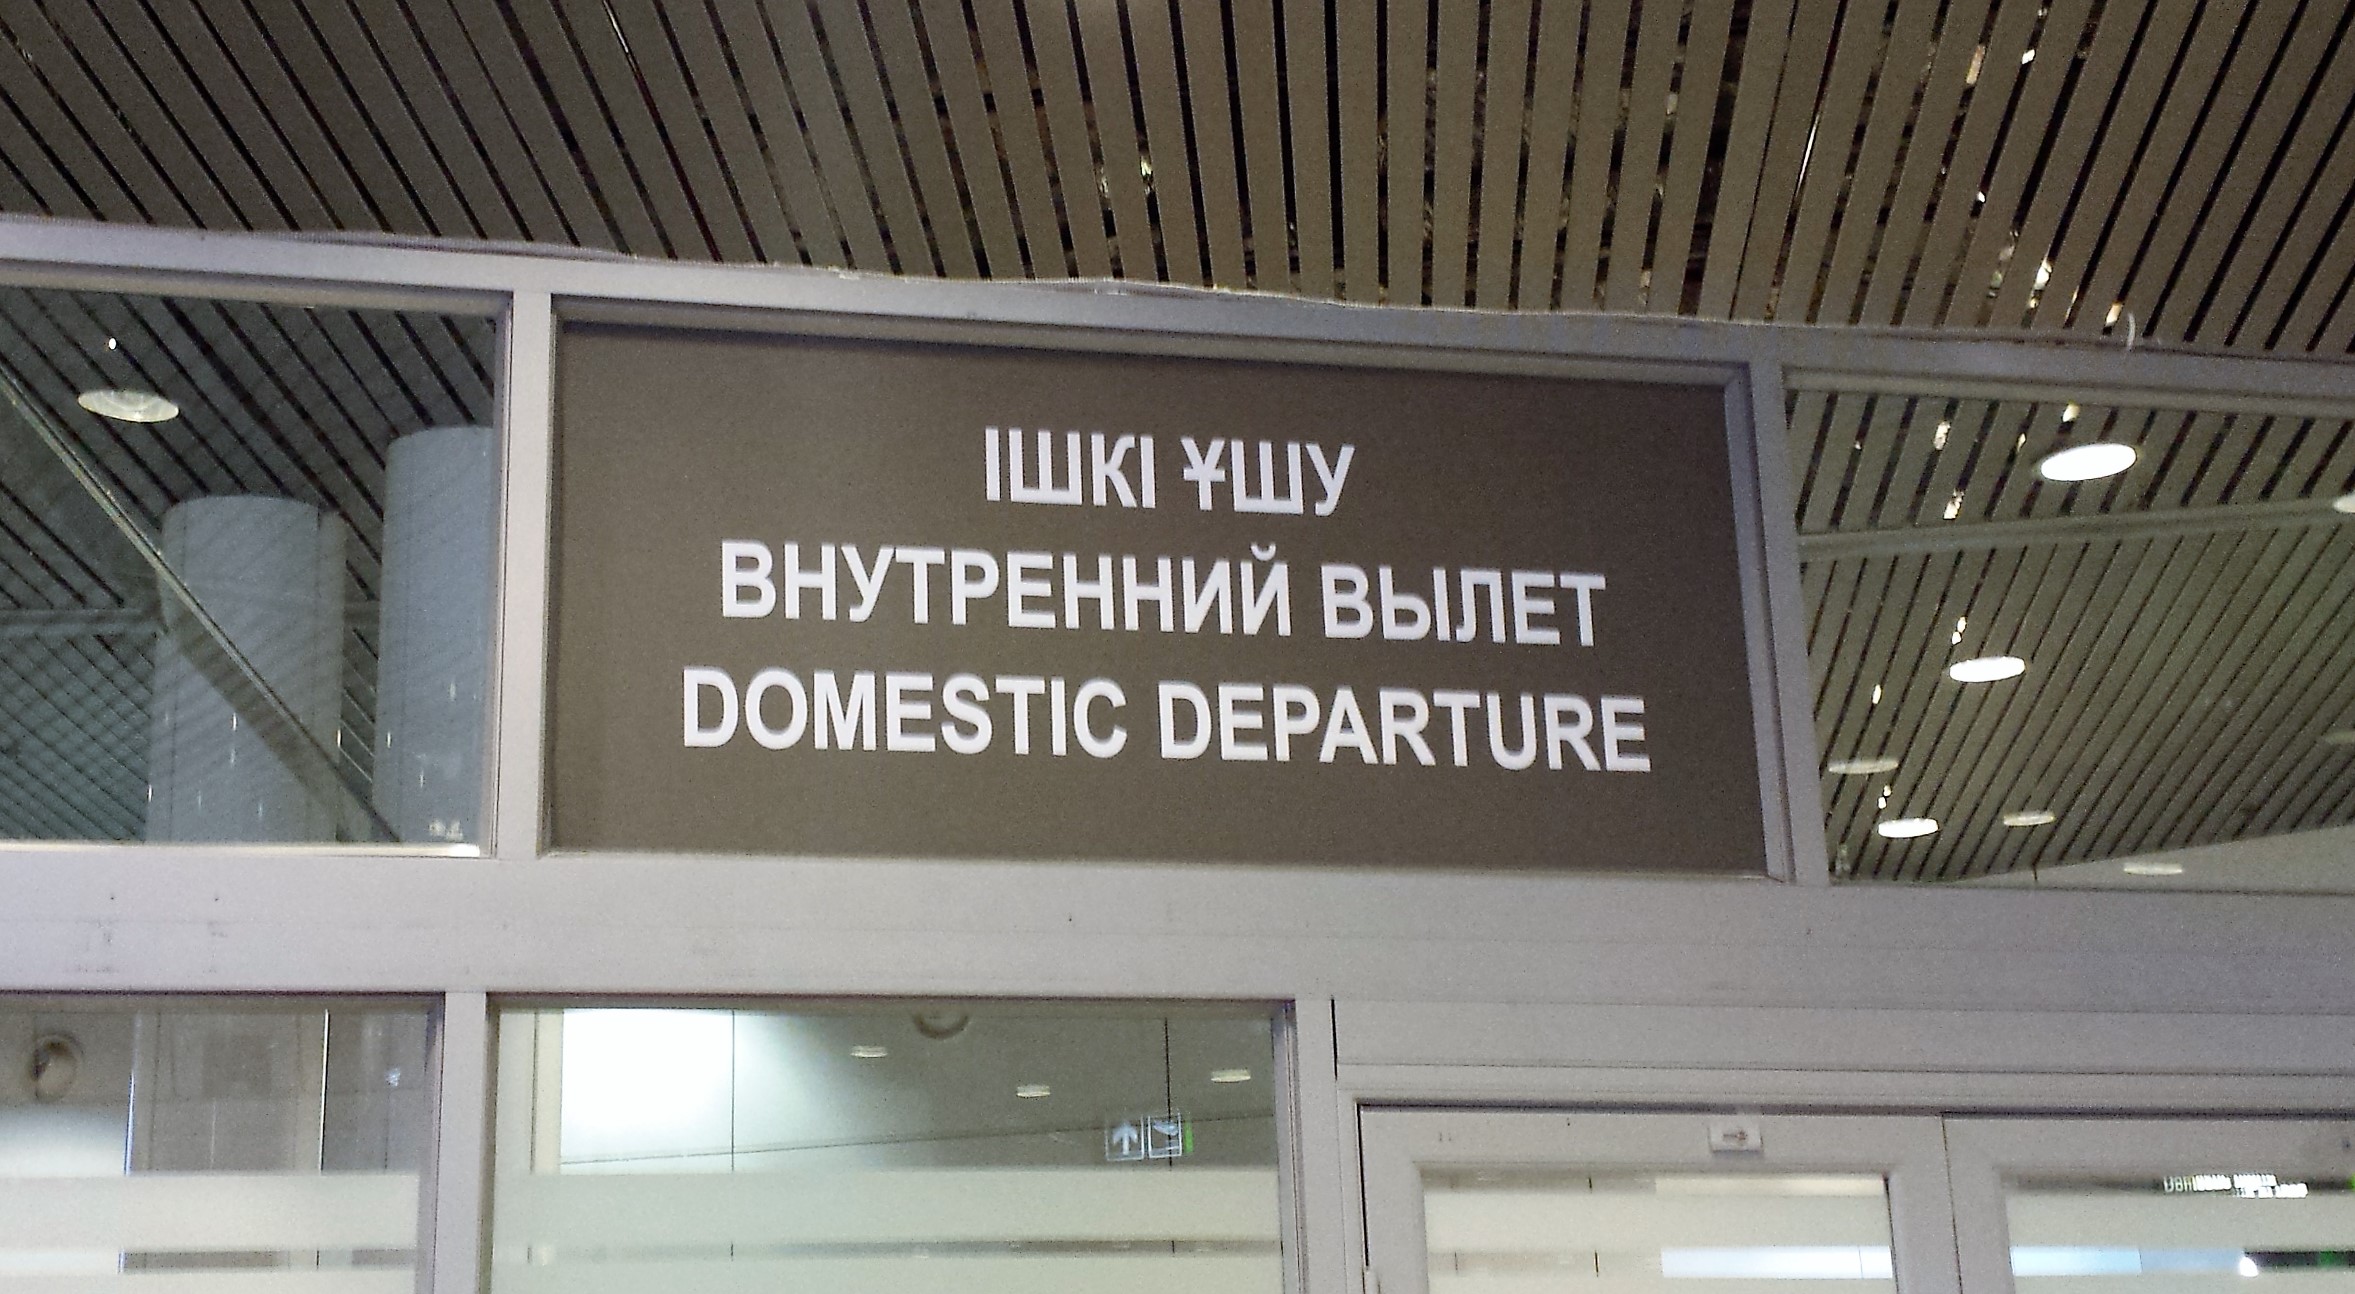 ІШКІ ҰШУ
ВНУТРЕННИЙ ВЫЛЕТ
DOMESTIC DEPARTURE